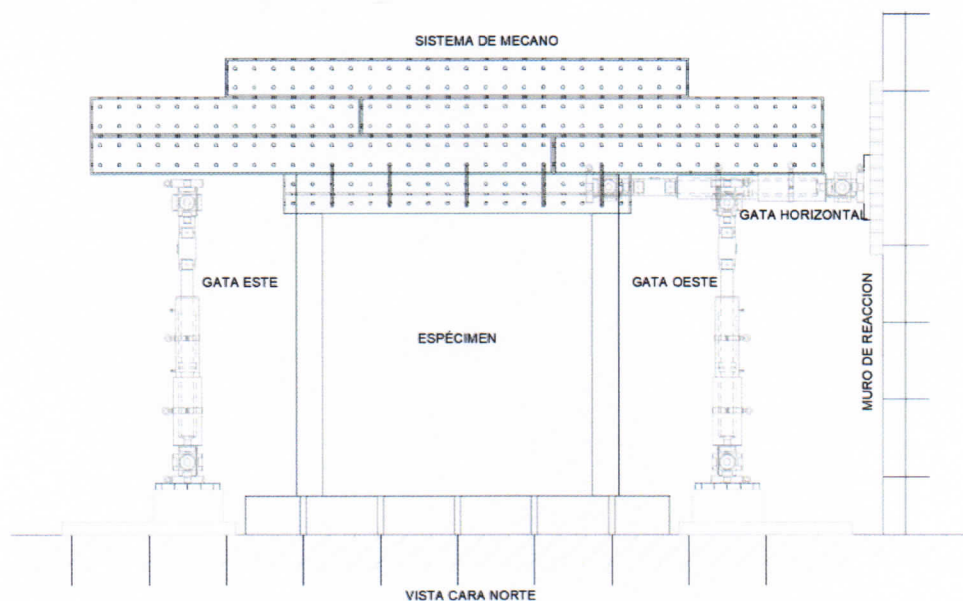 SISTEMA DE MECANO
GATA HORIZONTAL
GATA ESTE
GATA OESTE
ESPÉCIMEN
MURO DE REACCION
VISTA CARA NORTE